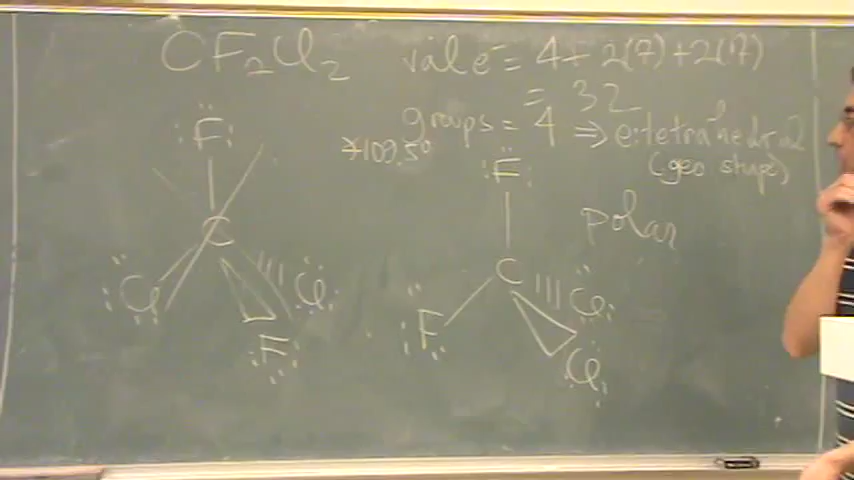 CF₂Cl₂ val e⁻ = 4 + 2(7) + 2(7)
= 32
groups = 4 ⇒ e⁻: tetrahedral
(geo shape)
∡109.5°
polar
F
C
Cl
Cl
F
F
C
Cl
F
Cl